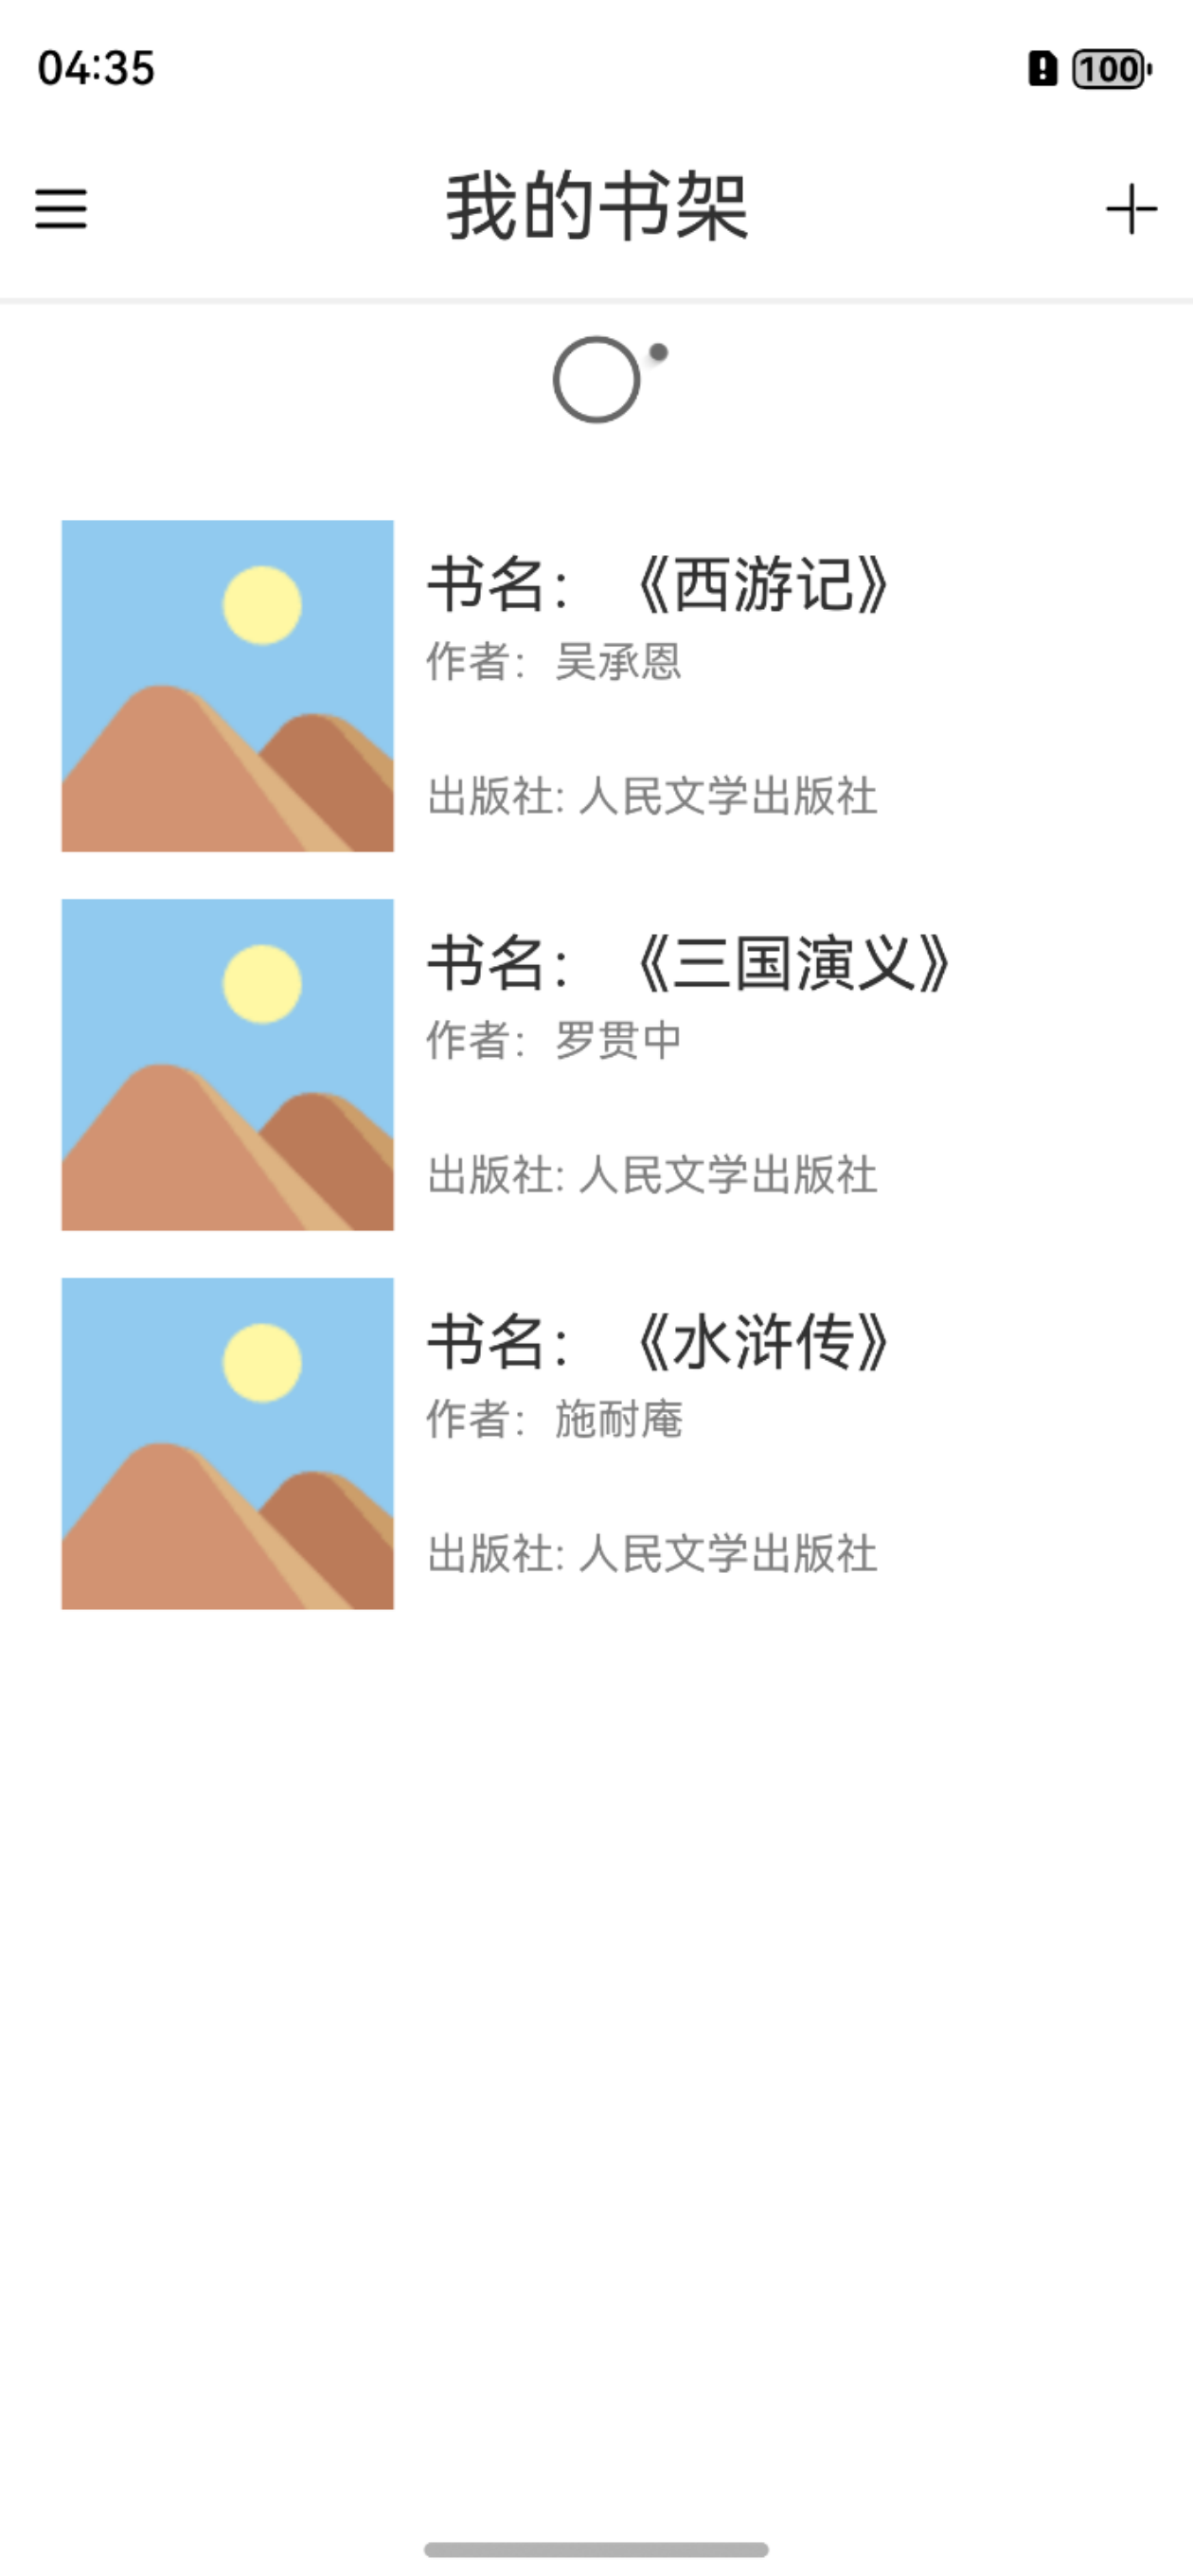 04:35
100
我的书架
书名：《西游记》
作者：吴承恩
出版社: 人民文学出版社
书名：《三国演义》
作者：罗贯中
出版社: 人民文学出版社
书名：《水浒传》
作者：施耐庵
出版社: 人民文学出版社